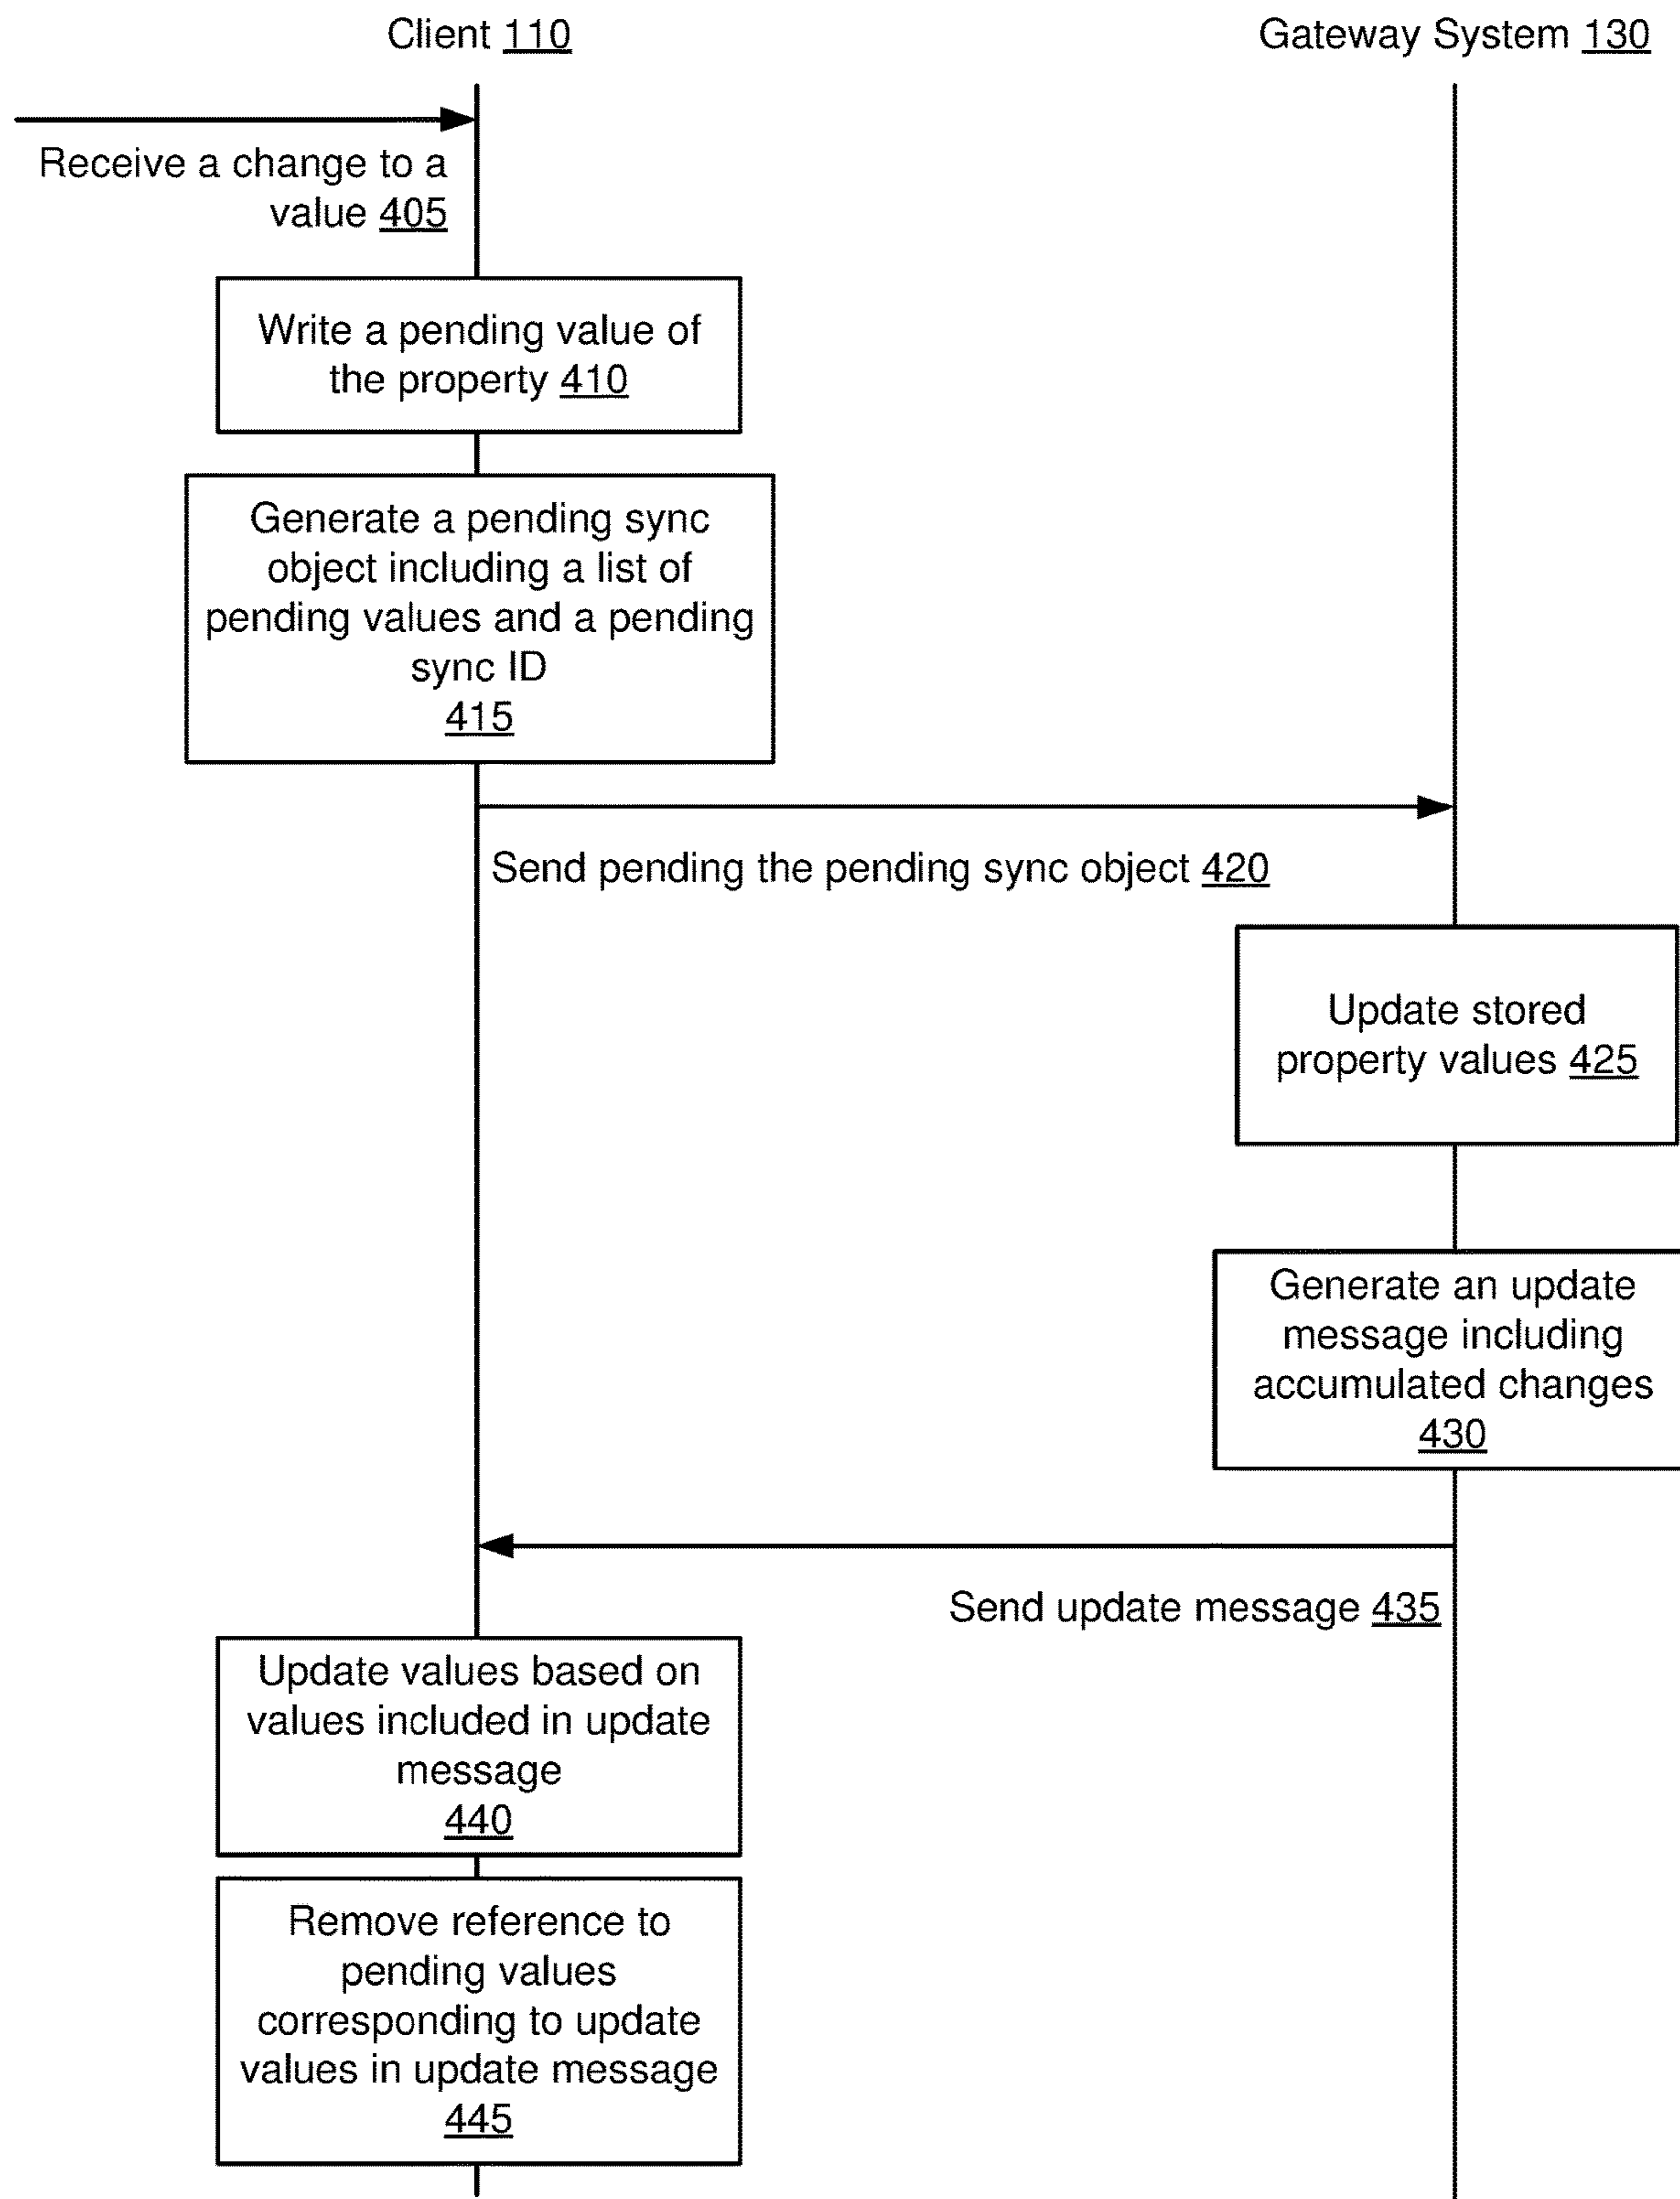 Client 110
Gateway System 130
Receive a change to a
value 405
Write a pending value of
the property 410
Generate a pending sync
object including a list of
pending values and a pending
sync ID
415
Send pending the pending sync object 420
Update stored
property values 425
Generate an update
message including
accumulated changes
430
Send update message 435
Update values based on
values included in update
message
440
Remove reference to
pending values
corresponding to update
values in update message
445